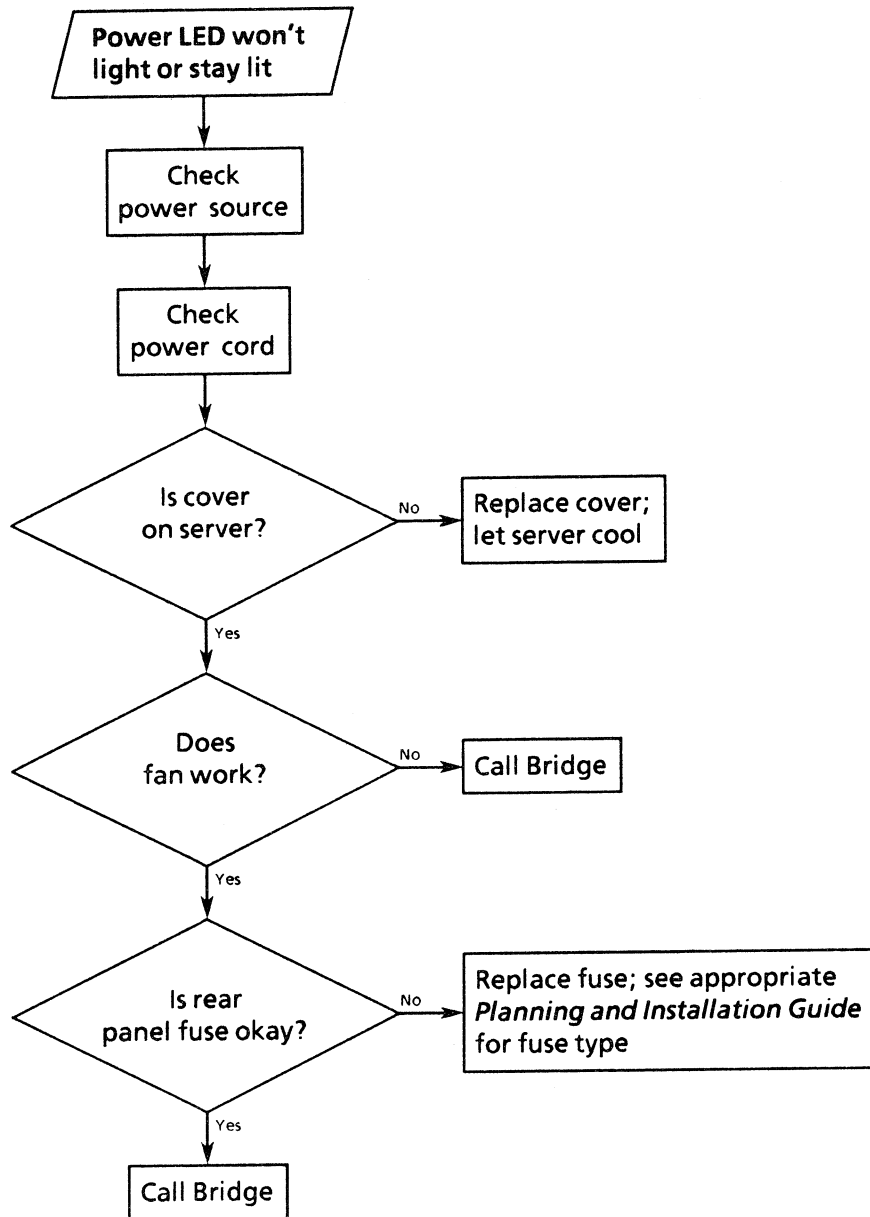 Power LED won't
light or stay lit
Check
power source
Check
power cord
Is cover
on server?
No
Replace cover;
let server cool
Yes
Does
fan work?
No
Call Bridge
Yes
Is rear
panel fuse okay?
No
Replace fuse; see appropriate
Planning and Installation Guide
for fuse type
Yes
Call Bridge